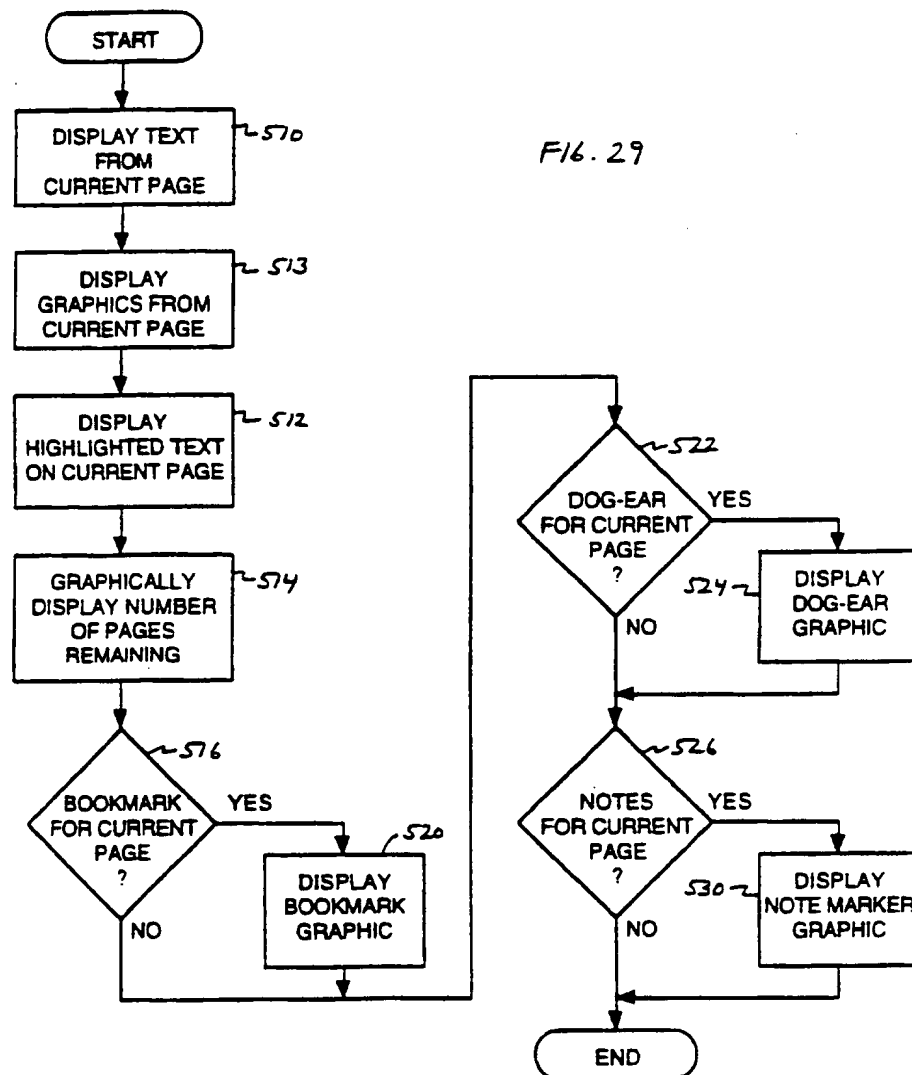 START
DISPLAY TEXT
FROM
CURRENT PAGE
510
FIG. 29
DISPLAY
GRAPHICS FROM
CURRENT PAGE
513
DISPLAY
HIGHLIGHTED TEXT
ON CURRENT PAGE
512
GRAPHICALLY
DISPLAY NUMBER
OF PAGES
REMAINING
514
BOOKMARK
FOR CURRENT
PAGE
?
516
YES
NO
DISPLAY
BOOKMARK
GRAPHIC
520
DOG-EAR
FOR CURRENT
PAGE
?
522
YES
NO
DISPLAY
DOG-EAR
GRAPHIC
524
NOTES
FOR CURRENT
PAGE
?
526
YES
NO
DISPLAY
NOTE MARKER
GRAPHIC
530
END